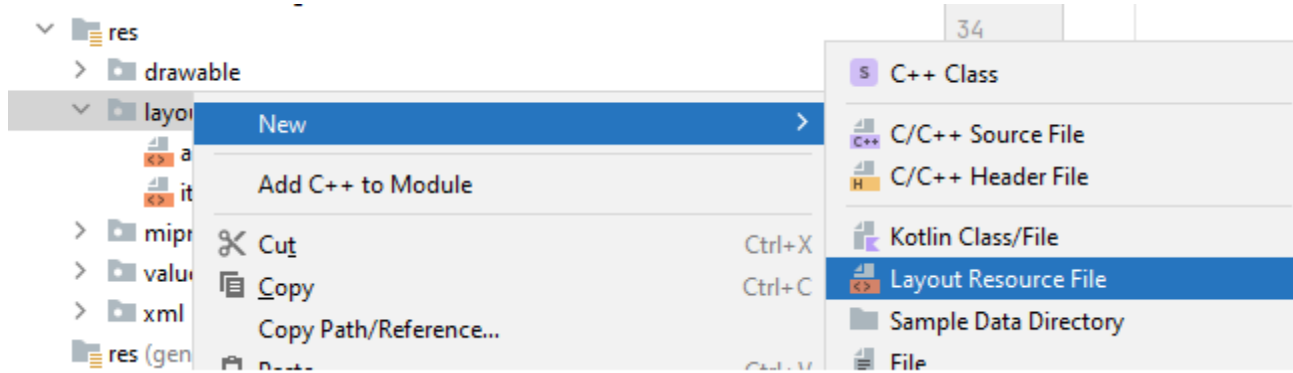 res
34
drawable
C++ Class
New
C/C++ Source File
Add C++ to Module
C/C++ Header File
Cut Ctrl+X
Kotlin Class/File
Copy Ctrl+C
Layout Resource File
xml
Copy Path/Reference...
Sample Data Directory
res
File